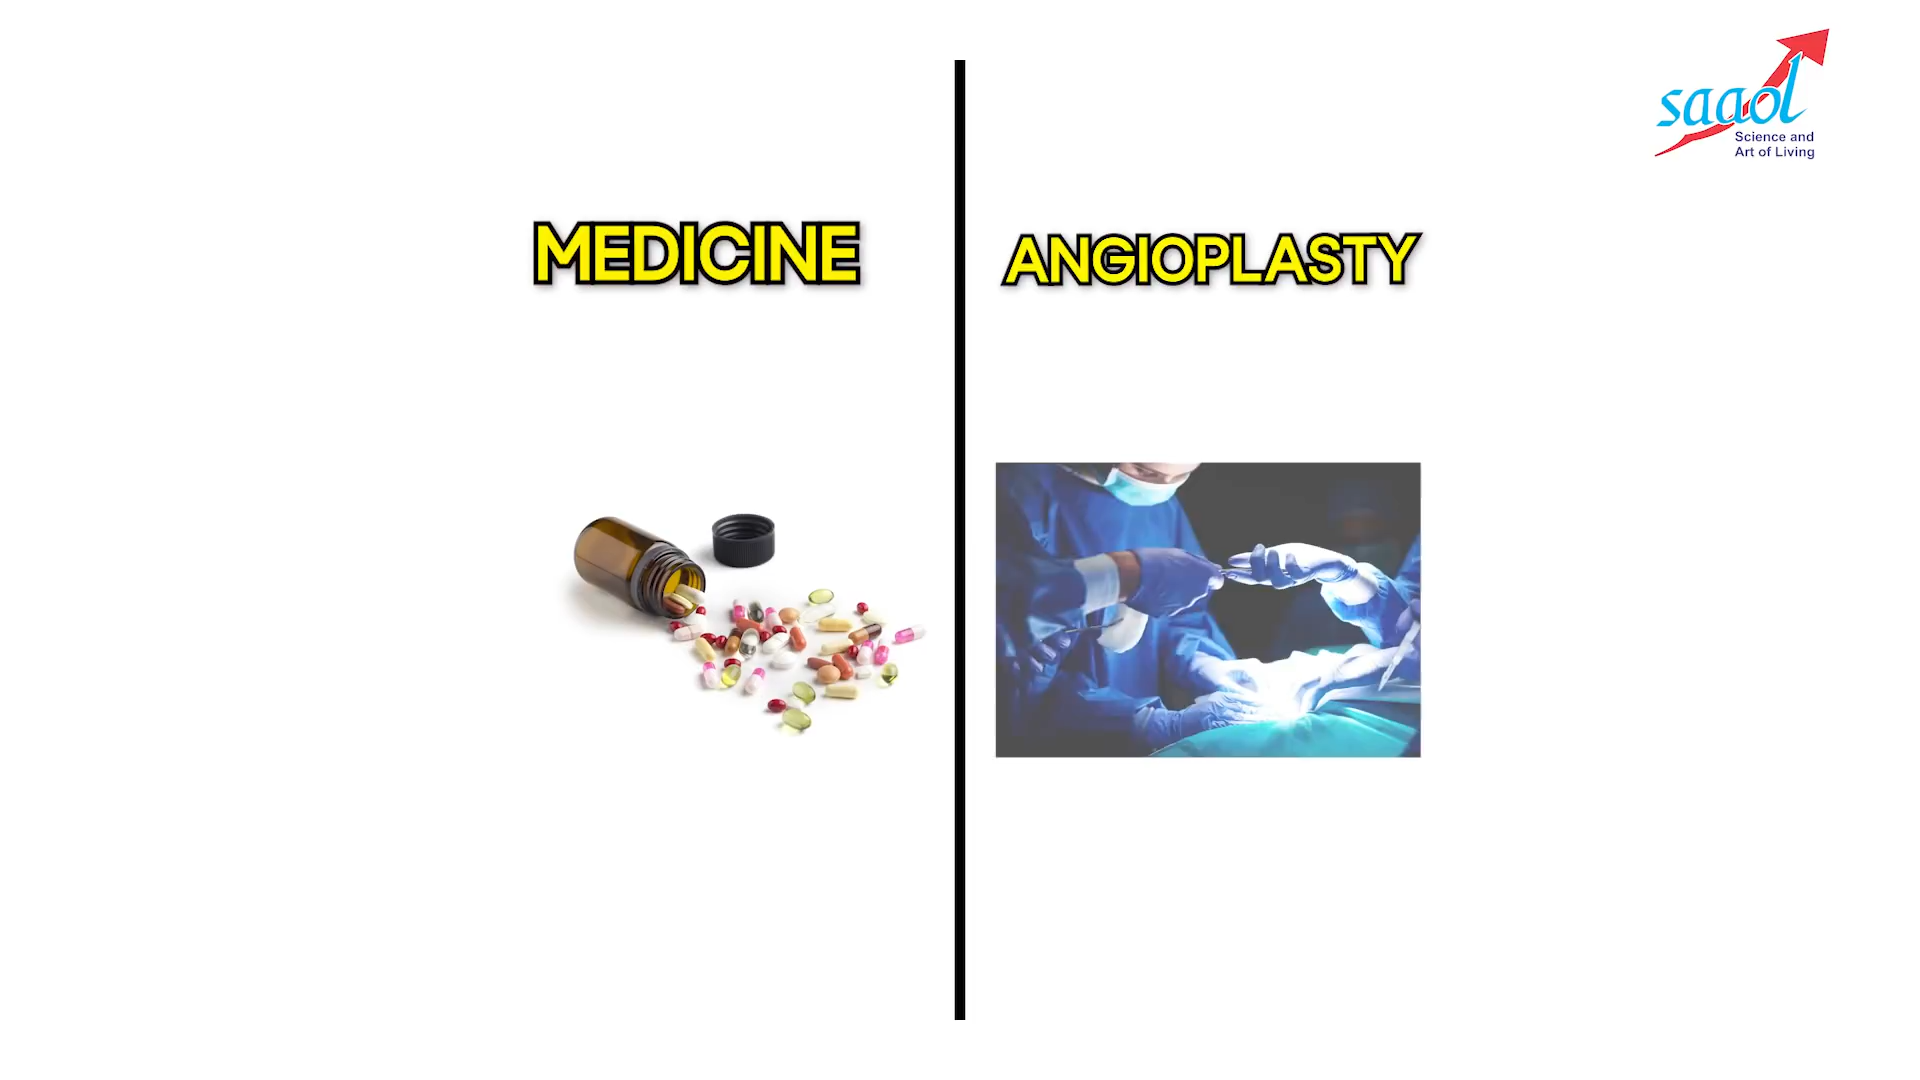 saaol
Science and
Art of Living
MEDICINE
ANGIOPLASTY